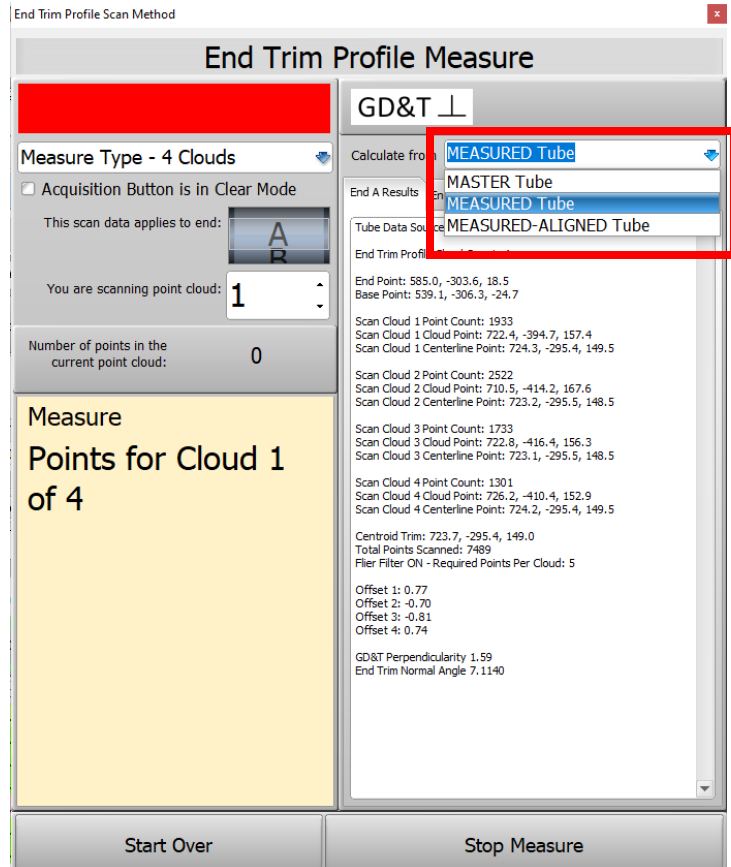 End Trim Profile Scan Method
x
End Trim Profile Measure
GD&T ⊥
Measure Type - 4 Clouds
Calculate from
MEASURED Tube
MASTER Tube
MEASURED Tube
MEASURED-ALIGNED Tube
Acquisition Button is in Clear Mode
This scan data applies to end:
A
B
You are scanning point cloud:
1
Number of points in the
current point cloud:
0
Measure
Points for Cloud 1
of 4
End A Results
Tube Data
End Trim
End Point: 585.0, -303.6, 18.5
Base Point: 539.1, -306.3, -24.7
Scan Cloud 1 Point Count: 1933
Scan Cloud 1 Cloud Point: 722.4, -394.7, 157.4
Scan Cloud 1 Centerline Point: 724.3, -295.4, 149.5
Scan Cloud 2 Point Count: 2522
Scan Cloud 2 Cloud Point: 710.5, -414.2, 167.6
Scan Cloud 2 Centerline Point: 723.2, -295.5, 148.5
Scan Cloud 3 Point Count: 1733
Scan Cloud 3 Cloud Point: 722.8, -416.4, 156.3
Scan Cloud 3 Centerline Point: 723.1, -295.5, 148.5
Scan Cloud 4 Point Count: 1301
Scan Cloud 4 Cloud Point: 726.2, -410.4, 152.9
Scan Cloud 4 Centerline Point: 724.2, -295.4, 149.5
Centroid Trim: 723.7, -295.4, 149.0
Total Points Scanned: 7489
Flier Filter ON - Required Points Per Cloud: 5
Offset 1: 0.77
Offset 2: -0.70
Offset 3: -0.81
Offset 4: 0.74
GD&T Perpendicularity 1.59
End Trim Normal Angle 7.1140
Start Over
Stop Measure